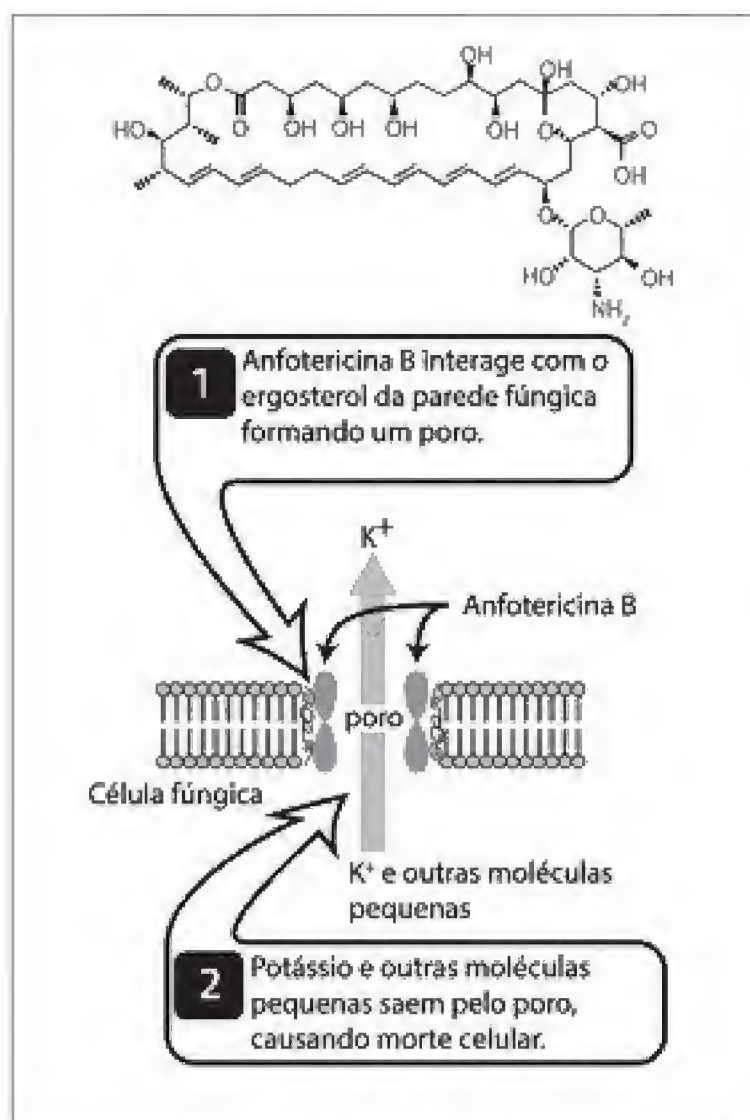 OH
OH
OH
O
O
OH
OH
OH
OH
HO
O
O
OH
O
O
HO
OH
NH₂
1
Anfotericina B interage com o
ergosterol da parede fúngica
formando um poro.
K⁺
Anfotericina B
poro
Célula fúngica
K⁺ e outras moléculas
pequenas
2
Potássio e outras moléculas
pequenas saem pelo poro,
causando morte celular.